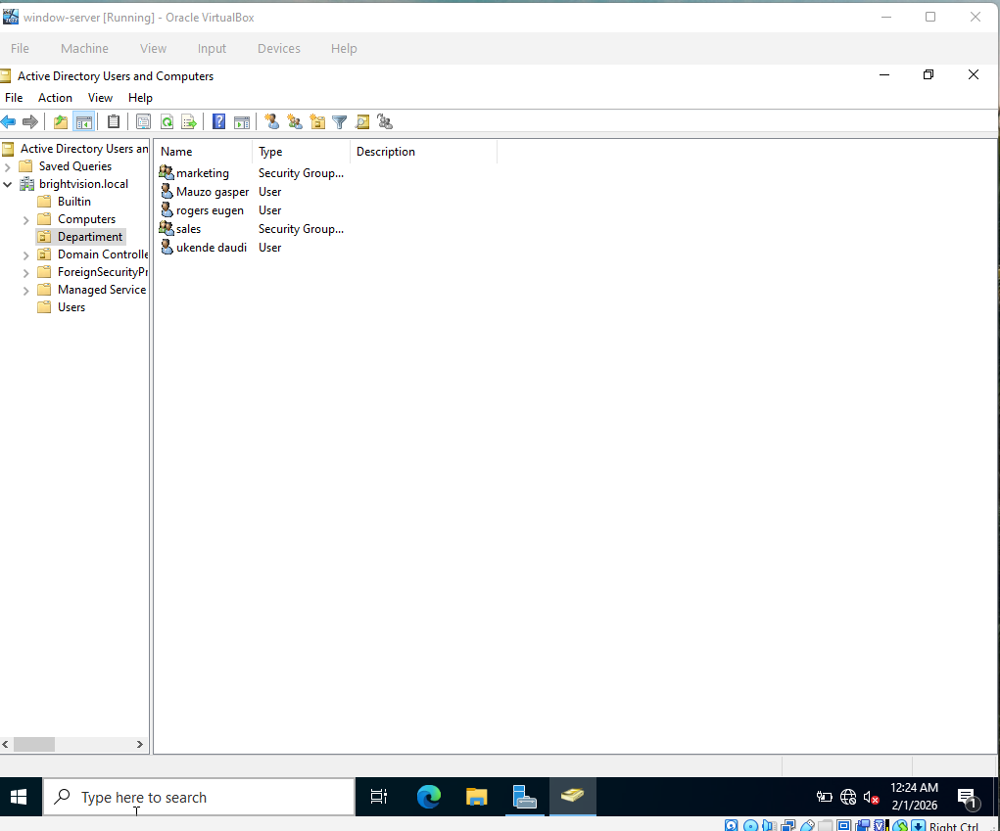 window-server [Running] - Oracle VirtualBox
File Machine View Input Devices Help
Active Directory Users and Computers
File Action View Help
Active Directory Users an
Saved Queries
brightvision.local
Builtin
Computers
Department
Domain Controlle
ForeignSecurityPr
Managed Service
Users
Name Type Description
marketing Security Group...
Mauzo gasper User
rogers eugen User
sales Security Group...
ukende daudi User
Type here to search
12:24 AM
2/1/2026
1
Right Ctrl